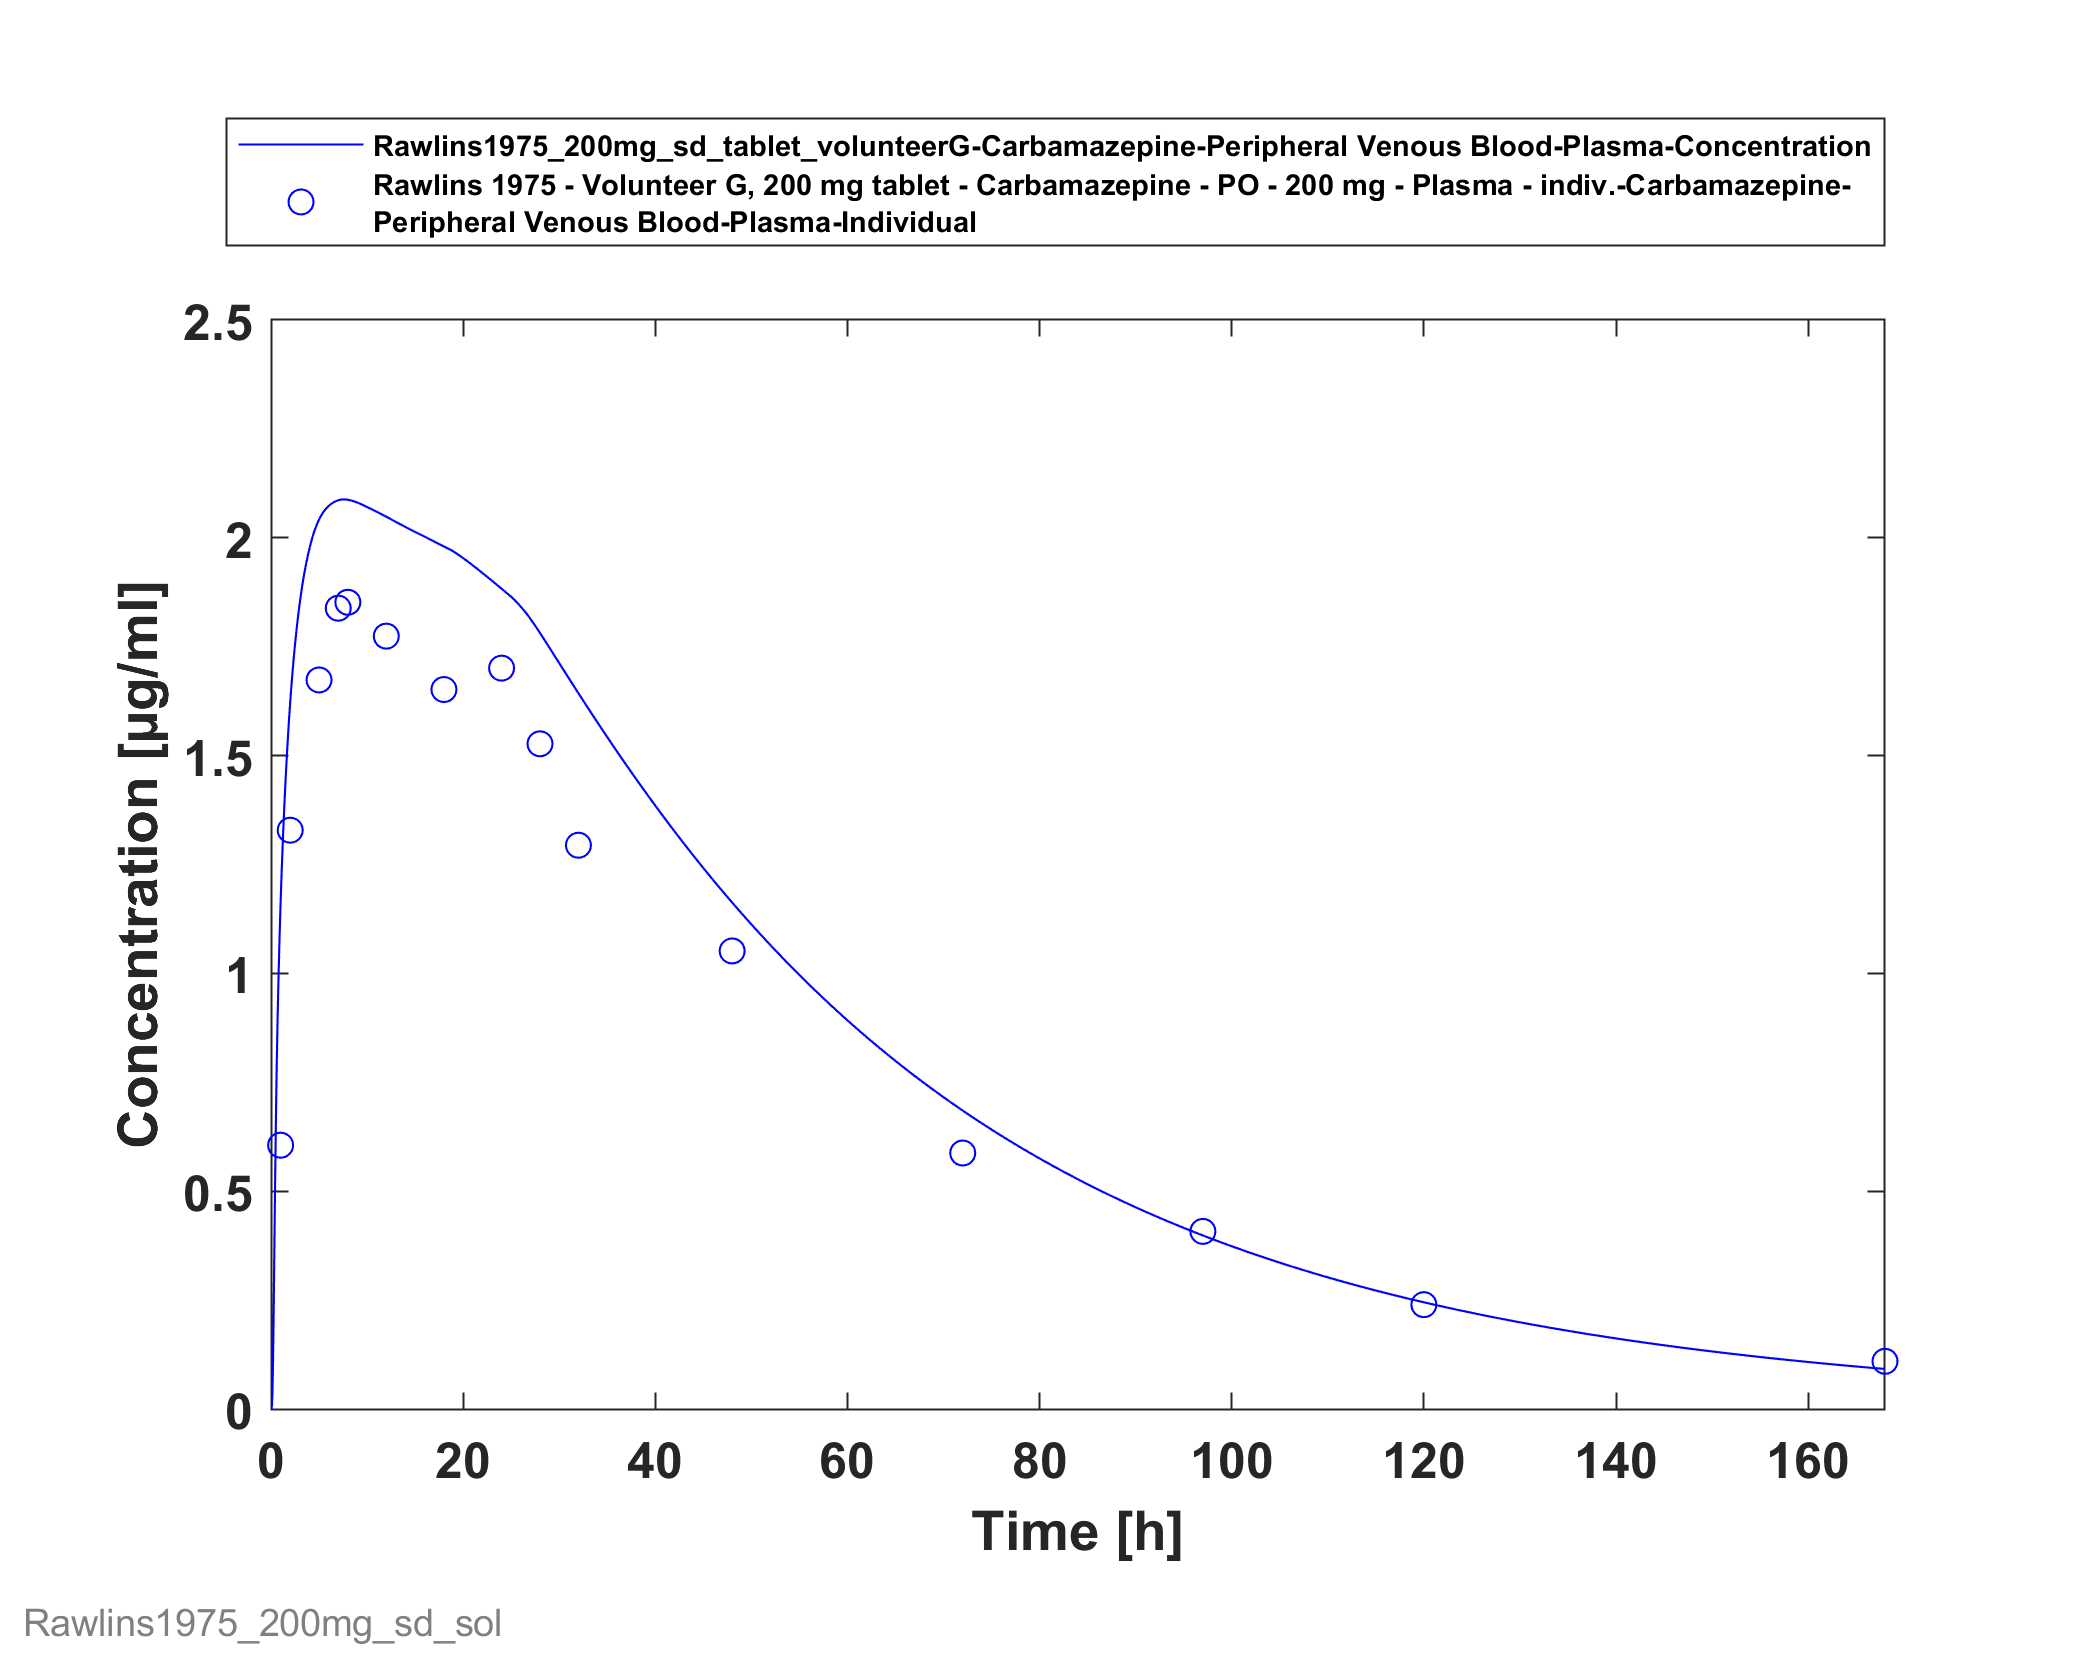 Rawlins1975_200mg_sd_tablet_volunteerG-Carbamazepine-Peripheral Venous Blood-Plasma-Concentration
Rawlins 1975 - Volunteer G, 200 mg tablet - Carbamazepine - PO - 200 mg - Plasma - indiv.-Carbamazepine-
Peripheral Venous Blood-Plasma-Individual
2.5
2
1.5
1
0.5
0
Concentration [µg/ml]
0 20 40 60 80 100 120 140 160
Time [h]
Rawlins1975_200mg_sd_sol